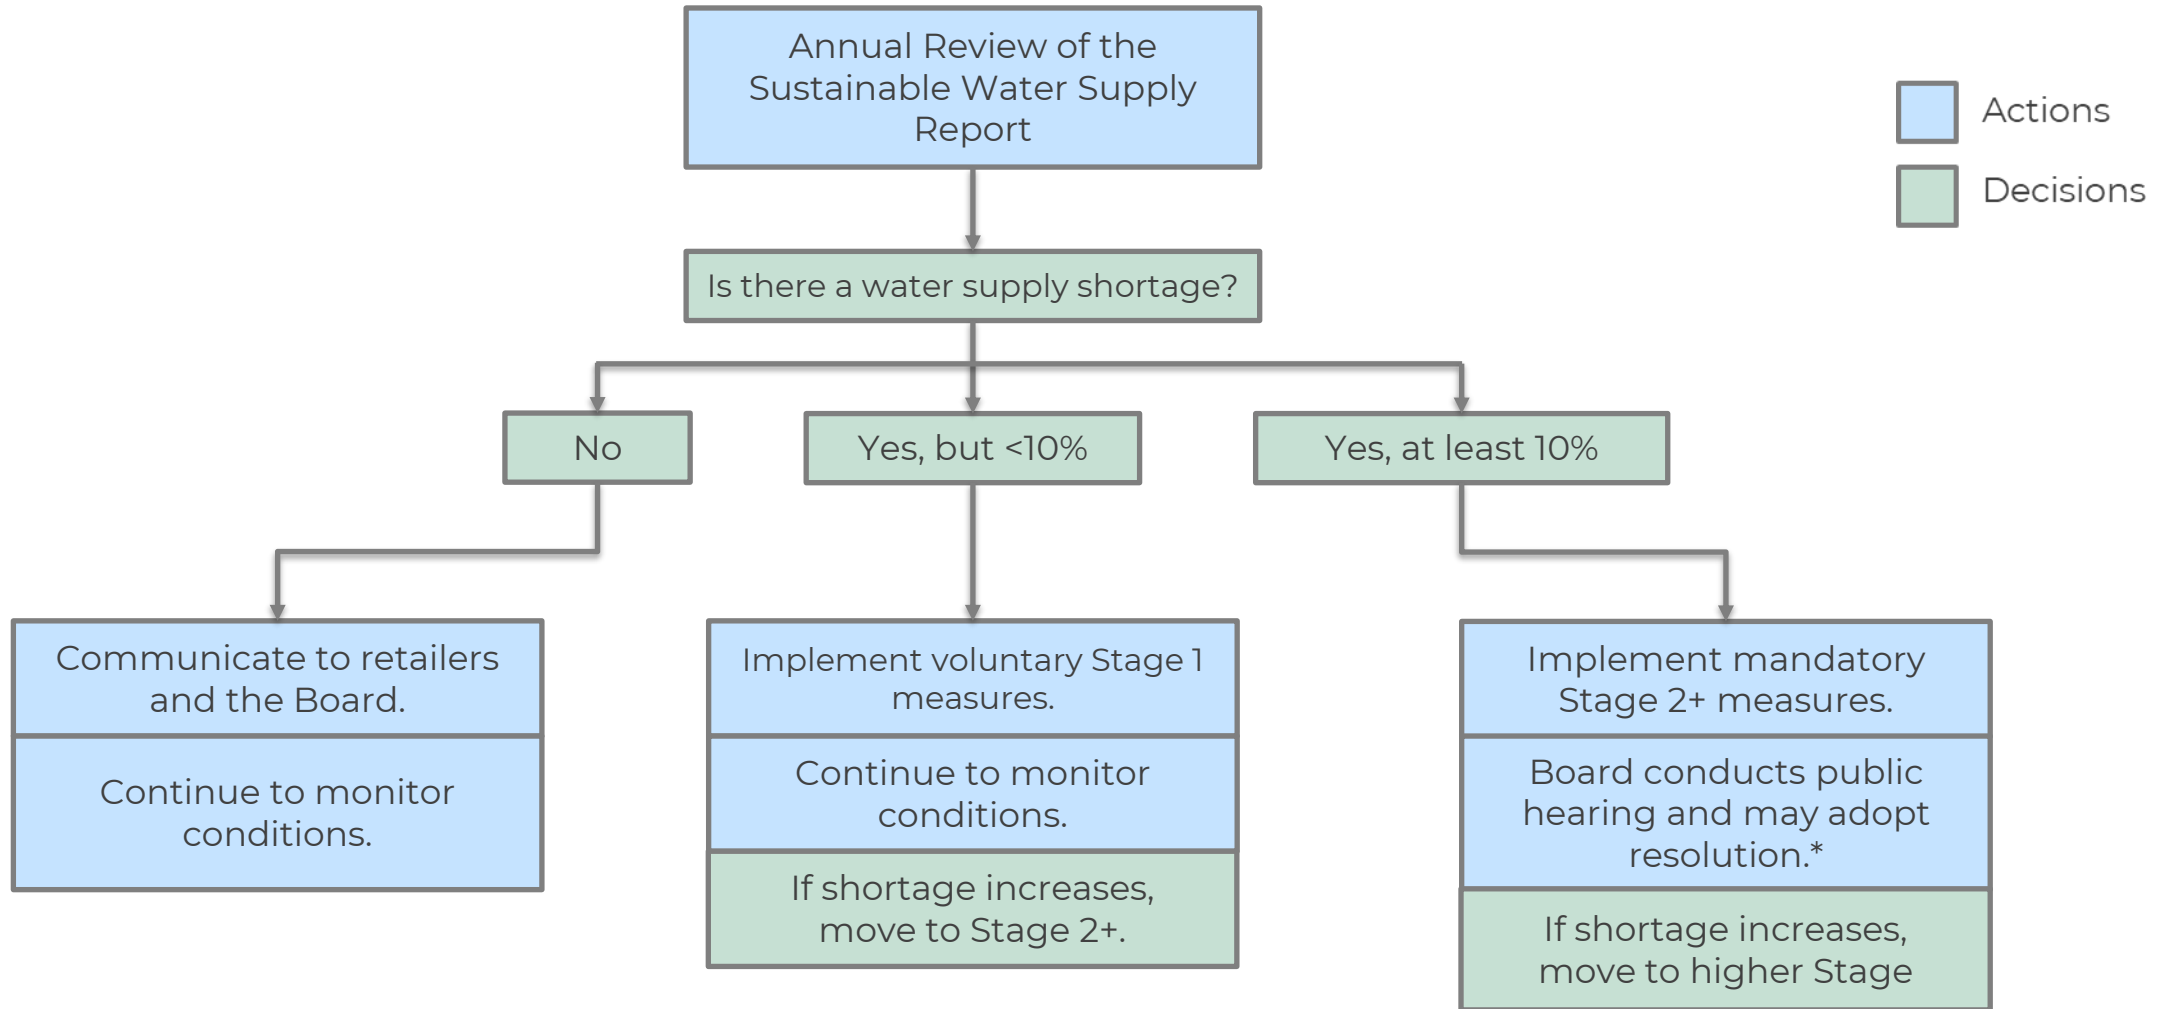 Annual Review of the
Sustainable Water Supply
Report
Actions
Decisions
Is there a water supply shortage?
No
Yes, but <10%
Yes, at least 10%
Communicate to retailers
and the Board.
Continue to monitor
conditions.
Implement voluntary Stage 1
measures.
Continue to monitor
conditions.
If shortage increases,
move to Stage 2+.
Implement mandatory
Stage 2+ measures.
Board conducts public
hearing and may adopt
resolution.*
If shortage increases,
move to higher Stage